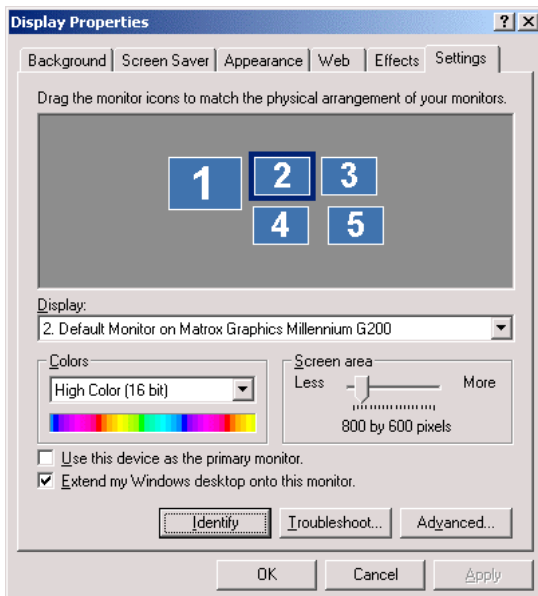 Display Properties
Background Screen Saver Appearance Web Effects Settings
Drag the monitor icons to match the physical arrangement of your monitors.
1 2 3
4 5
Display:
2. Default Monitor on Matrox Graphics Millennium G200
Colors
High Color (16 bit)
Screen area
Less More
800 by 600 pixels
Use this device as the primary monitor.
Extend my Windows desktop onto this monitor.
Identify Troubleshoot... Advanced...
OK Cancel Apply